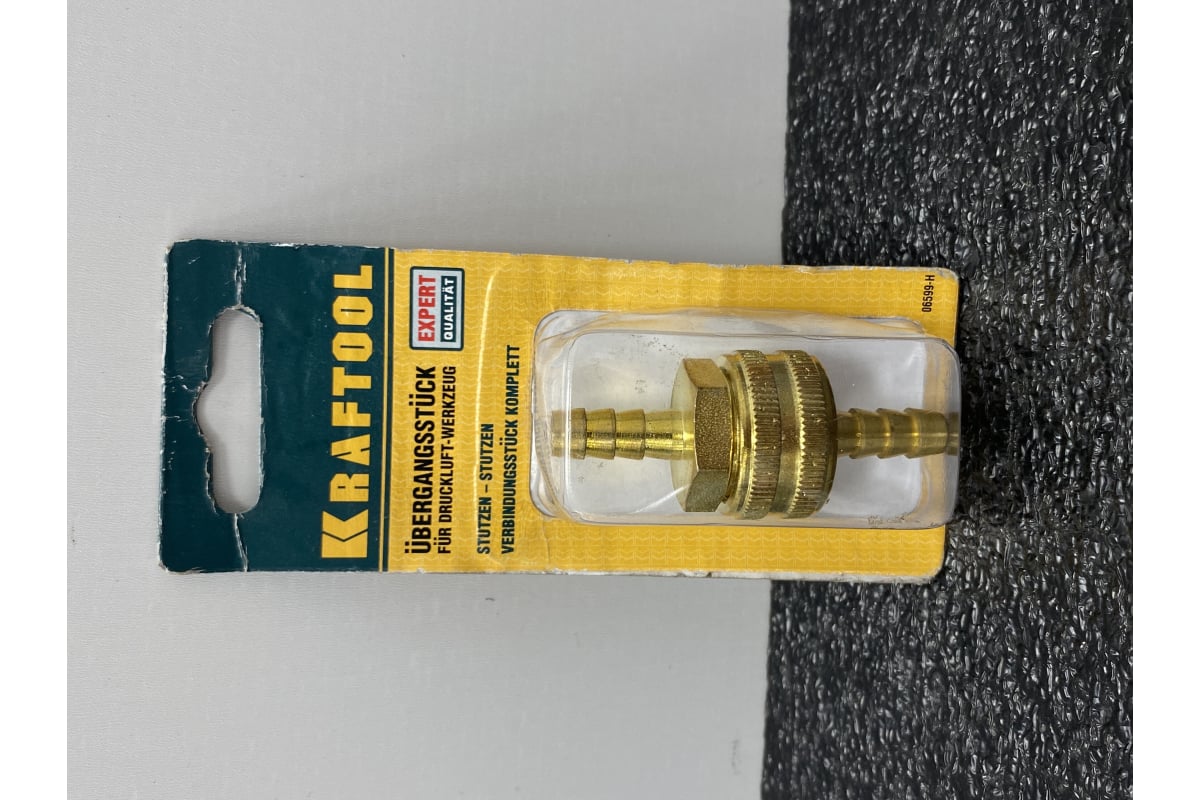 KRAFTOOL
EXPERT
QUALITÄT
ÜBERGANGSSTÜCK
FÜR DRUCKLUFT-WERKZEUG
STUTZEN – STUTZEN
VERBINDUNGSSTÜCK KOMPLETT
06599-H